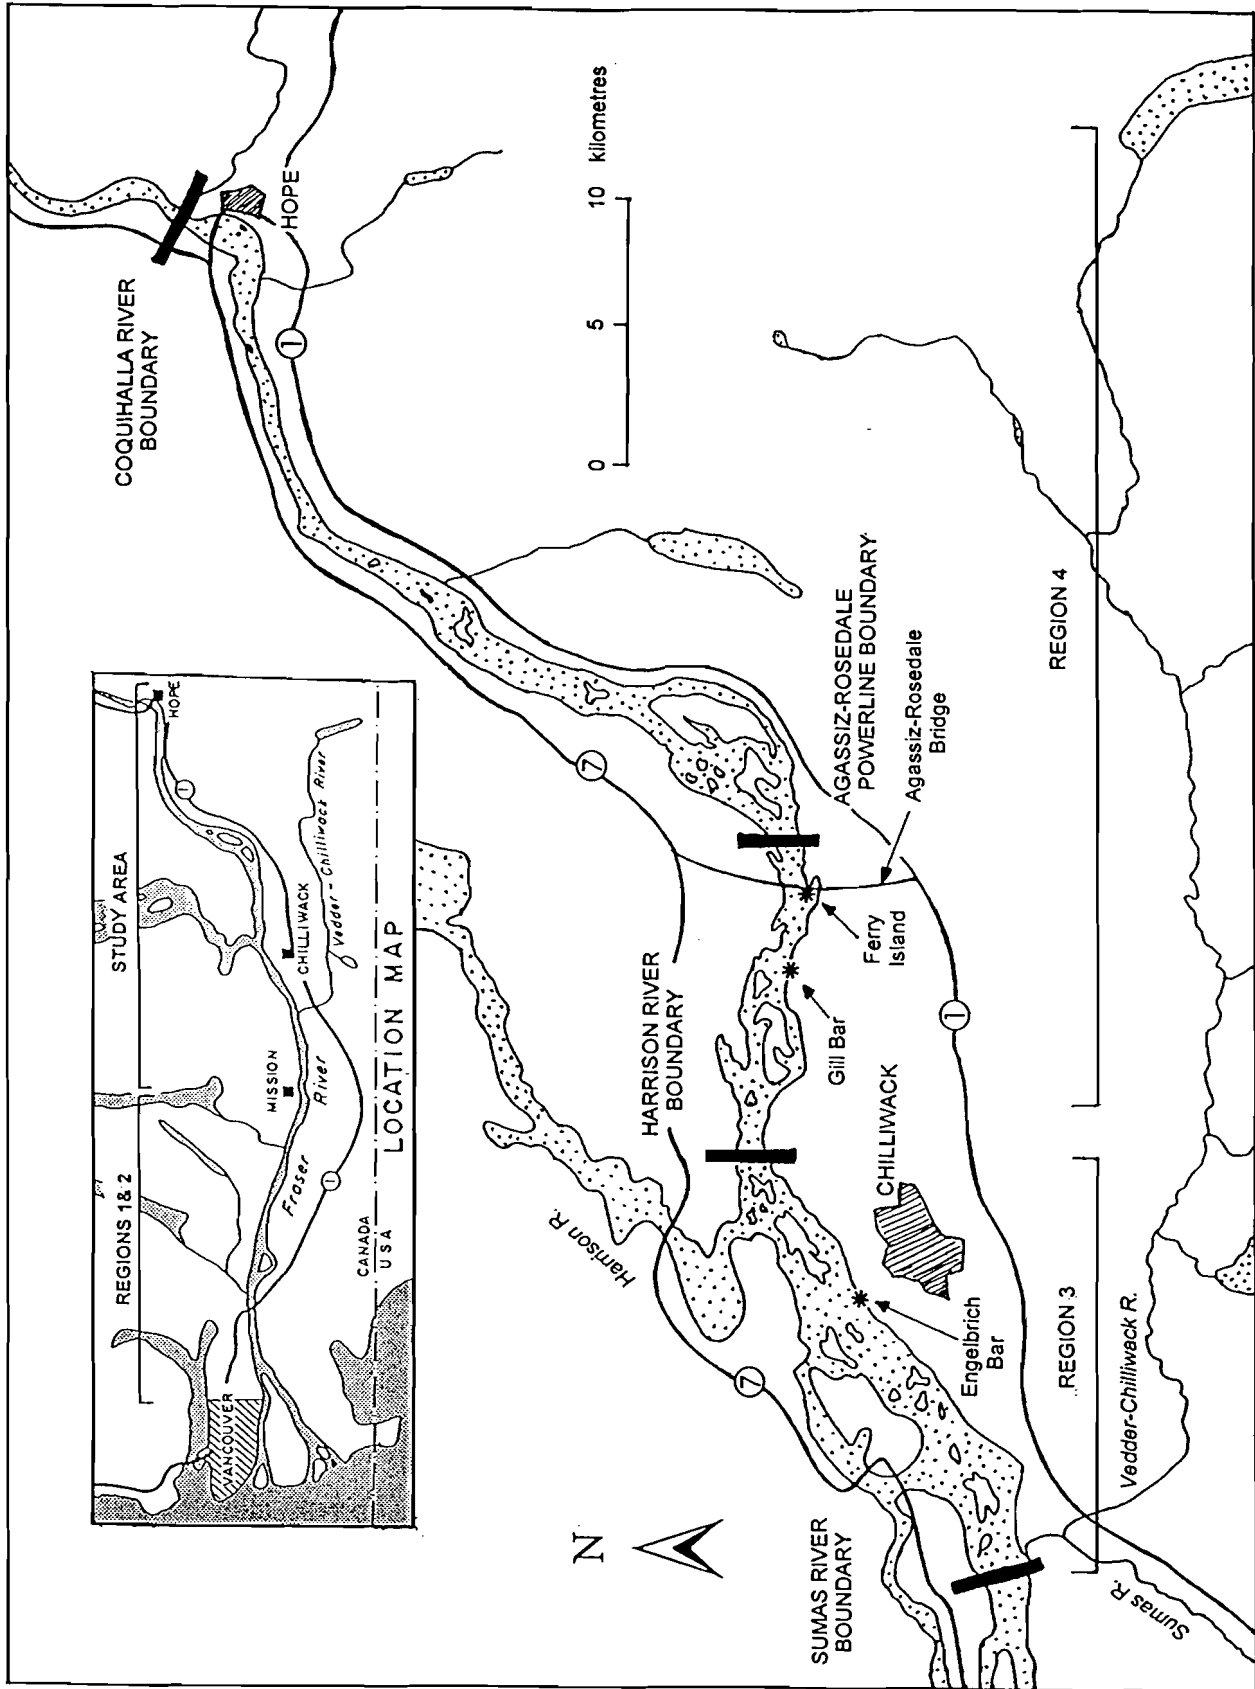 COQUIHALLA RIVER
BOUNDARY
HOPE
1
0
5
10
kilometres
7
HARRISON RIVER
BOUNDARY
AGASSIZ-ROSEDALE
POWERLINE BOUNDARY
Agassiz-Rosedale
Bridge
Ferry
Island
Gill Bar
1
CHILLIWACK
Harrison R.
7
Engelbrich
Bar
SUMAS RIVER
BOUNDARY
N
REGION 3
REGION 4
Vedder-Chilliwack R.
Sumas R.
REGIONS 1&2
STUDY AREA
HOPE
1
VANCOUVER
MISSION
CHILLIWACK
Vedder - Chilliwack River
Fraser
River
1
CANADA
USA
LOCATION MAP